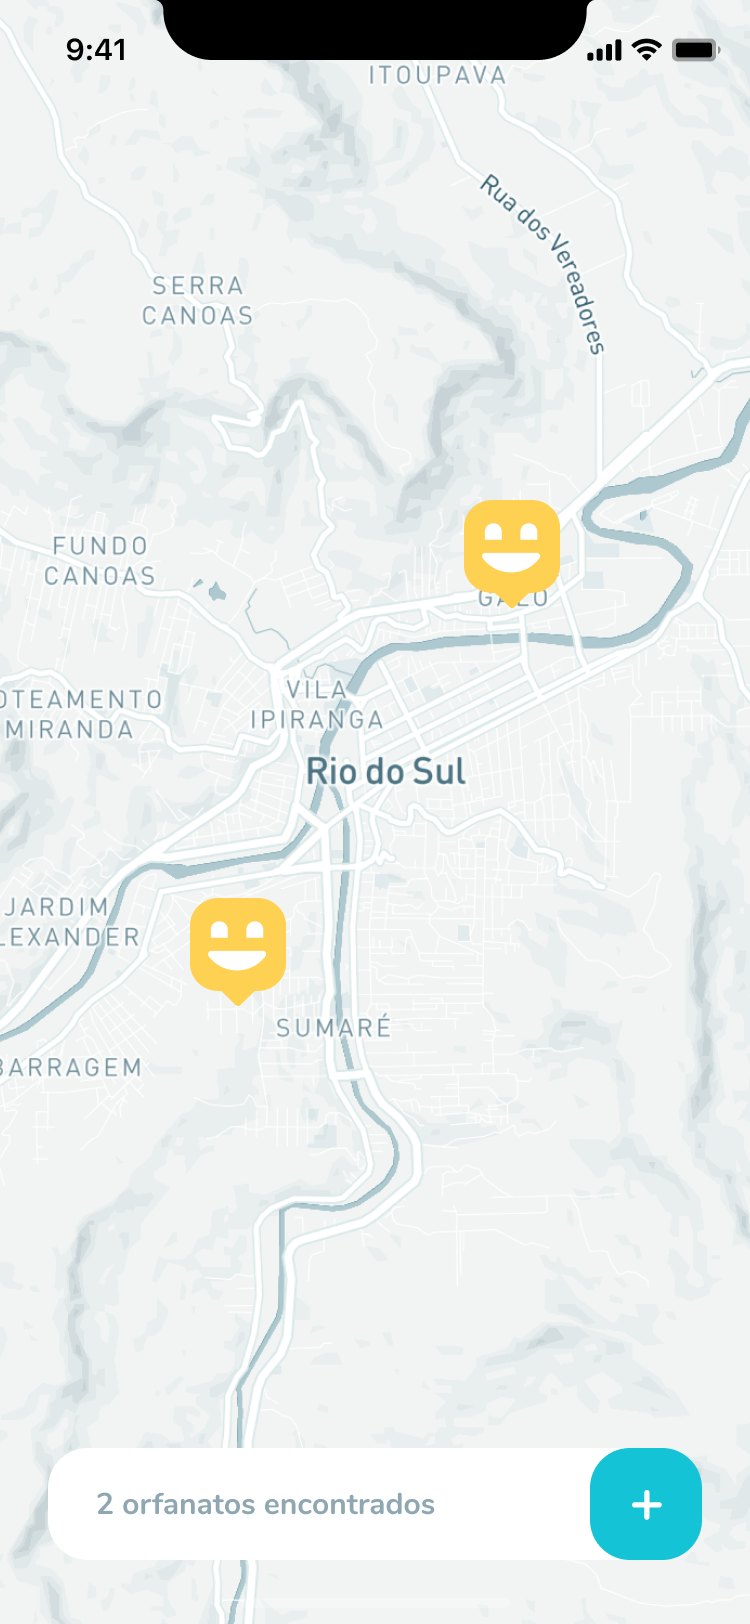 9:41
ITOUPAVA
Rua dos Vereadores
SERRA
CANOAS
FUNDO
CANOAS
OTEAMENTO
MIRANDA
VILA
IPIRANGA
Rio do Sul
JARDIM
LEXANDER
SUMARÉ
BARRAGEM
2 orfanatos encontrados
+